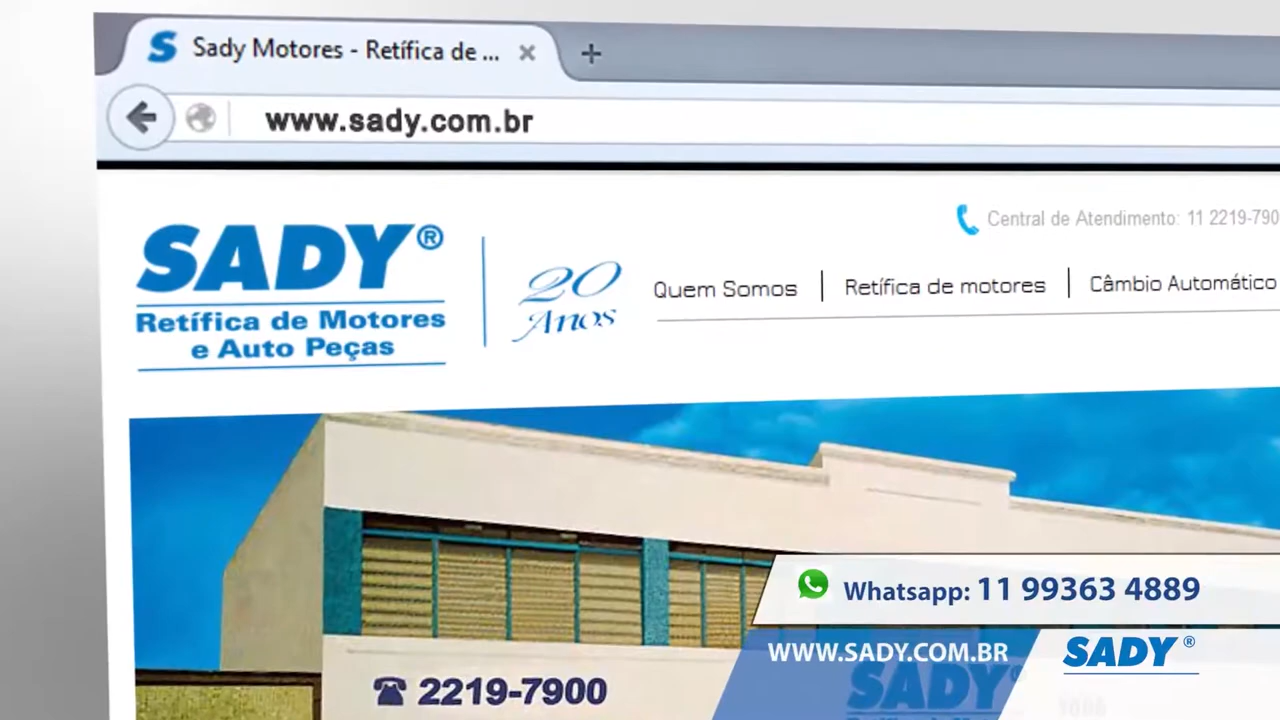 Sady Motores - Retífica de ...
www.sady.com.br
Central de Atendimento: 11 2219-790
SADY®
Retífica de Motores
e Auto Peças
20
Anos
Quem Somos
Retífica de motores
Câmbio Automático
Whatsapp: 11 99363 4889
WWW.SADY.COM.BR
SADY®
2219-7900
SADY